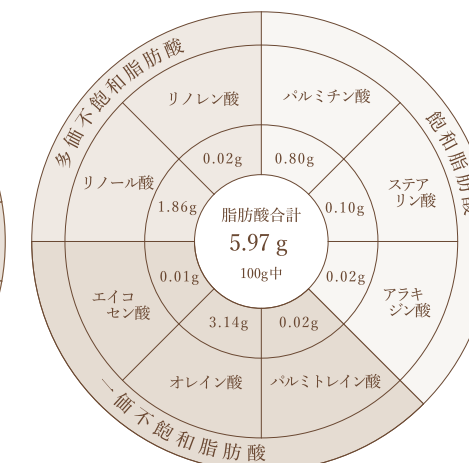 多価不飽和脂肪酸
飽和脂肪酸
一価不飽和脂肪酸
リノレン酸
0.02g
パルミチン酸
0.80g
ステア
リン酸
0.10g
アラキ
ジン酸
0.02g
パルミトレイン酸
0.02g
オレイン酸
3.14g
エイコ
セン酸
0.01g
リノール酸
1.86g
脂肪酸合計
5.97 g
100g中